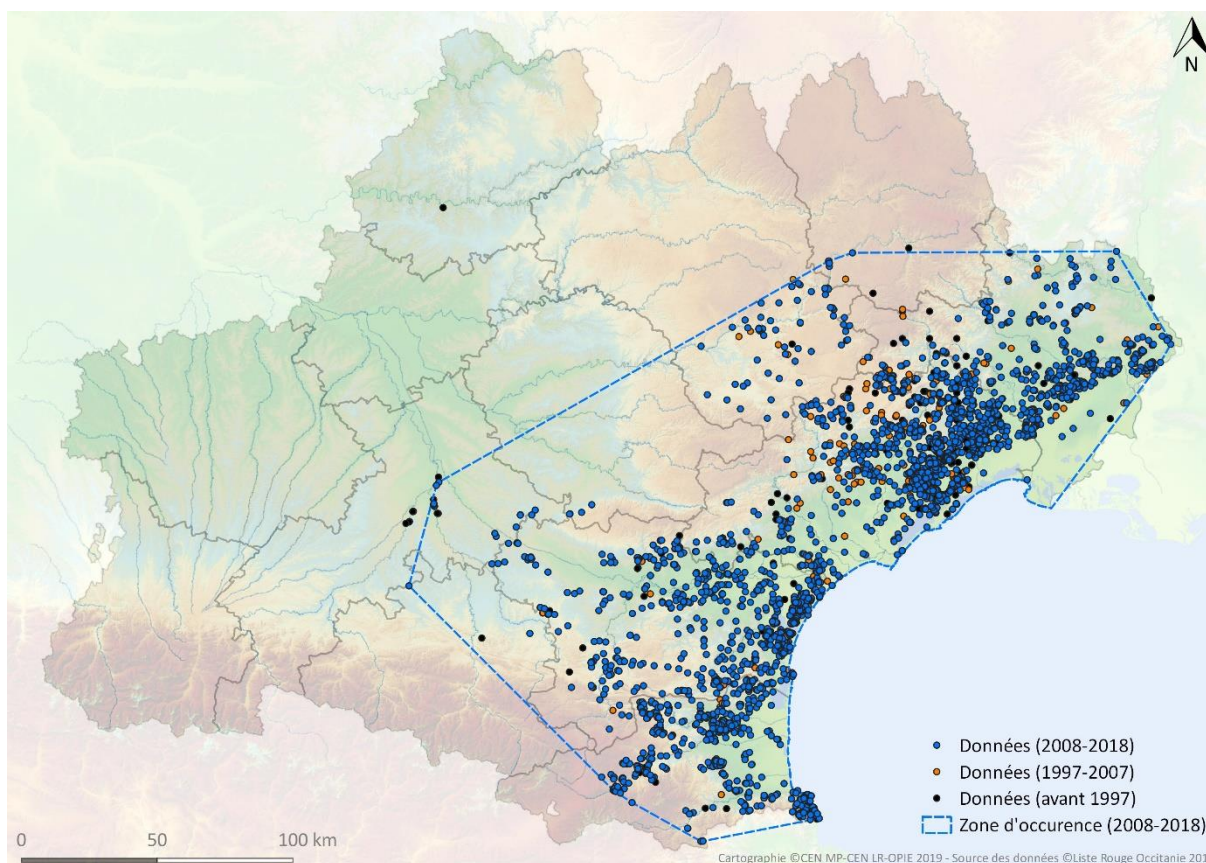 N
Données (2008-2018)
Données (1997-2007)
Données (avant 1997)
Zone d'occurence (2008-2018)
0 50 100 km
Cartographie ©CEN MP-CEN LR-OPIE 2019 - Source des données ©Liste Rouge Occitanie 201